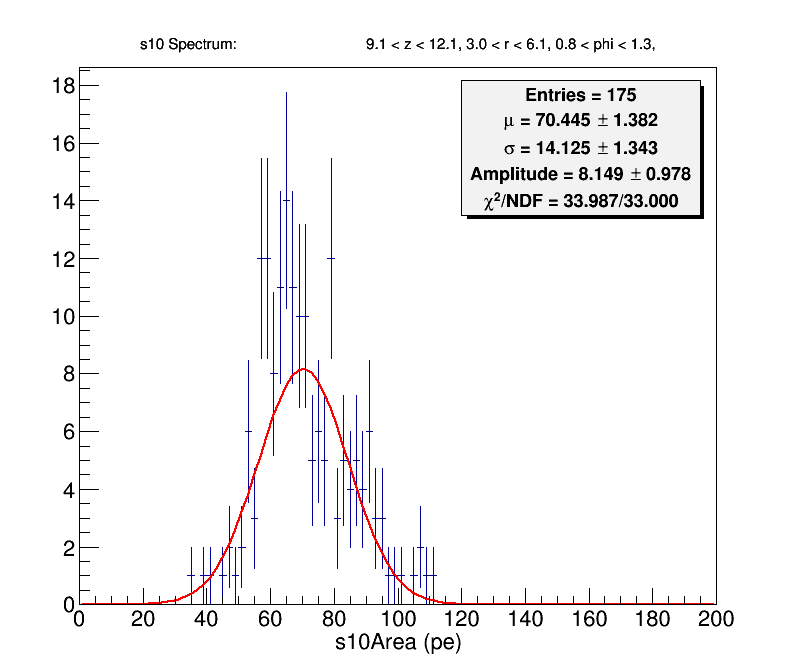 s10 Spectrum: 9.1 < z < 12.1, 3.0 < r < 6.1, 0.8 < phi < 1.3,
Entries = 175
μ = 70.445 ± 1.382
σ = 14.125 ± 1.343
Amplitude = 8.149 ± 0.978
χ²/NDF = 33.987/33.000
18
16
14
12
10
8
6
4
2
0
0 20 40 60 80 100 120 140 160 180 200
s10Area (pe)